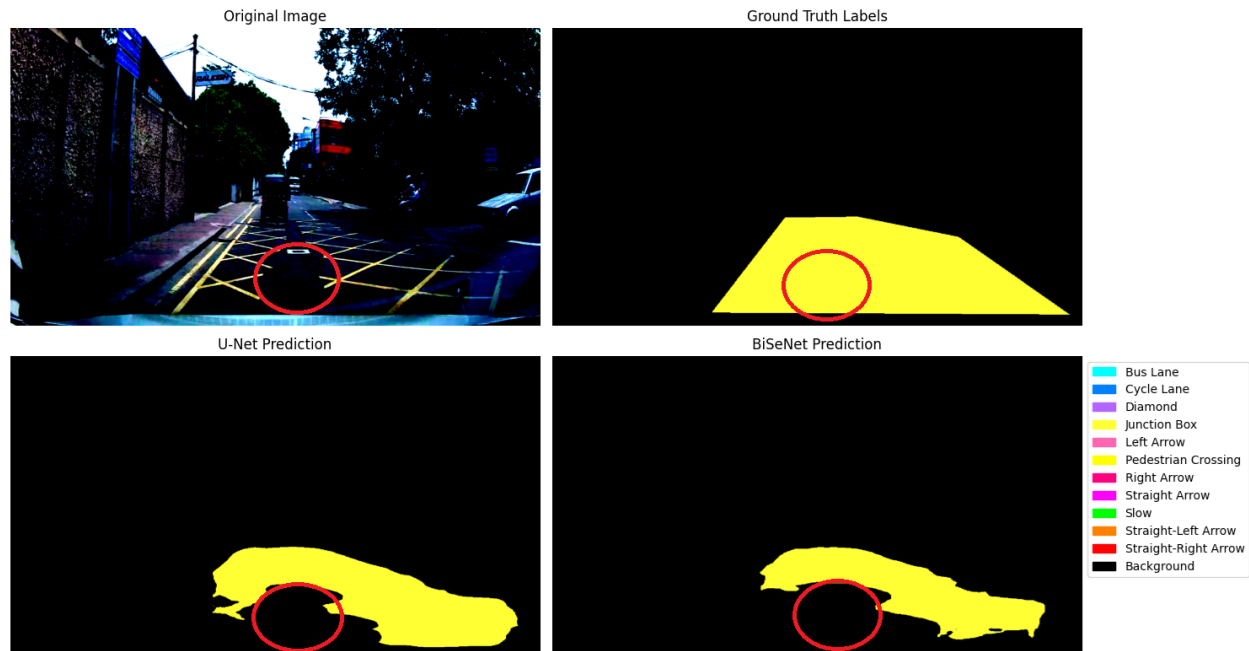 Original Image
Ground Truth Labels
RALEIGH
U-Net Prediction
BiSeNet Prediction
Bus Lane
Cycle Lane
Diamond
Junction Box
Left Arrow
Pedestrian Crossing
Right Arrow
Straight Arrow
Slow
Straight-Left Arrow
Straight-Right Arrow
Background